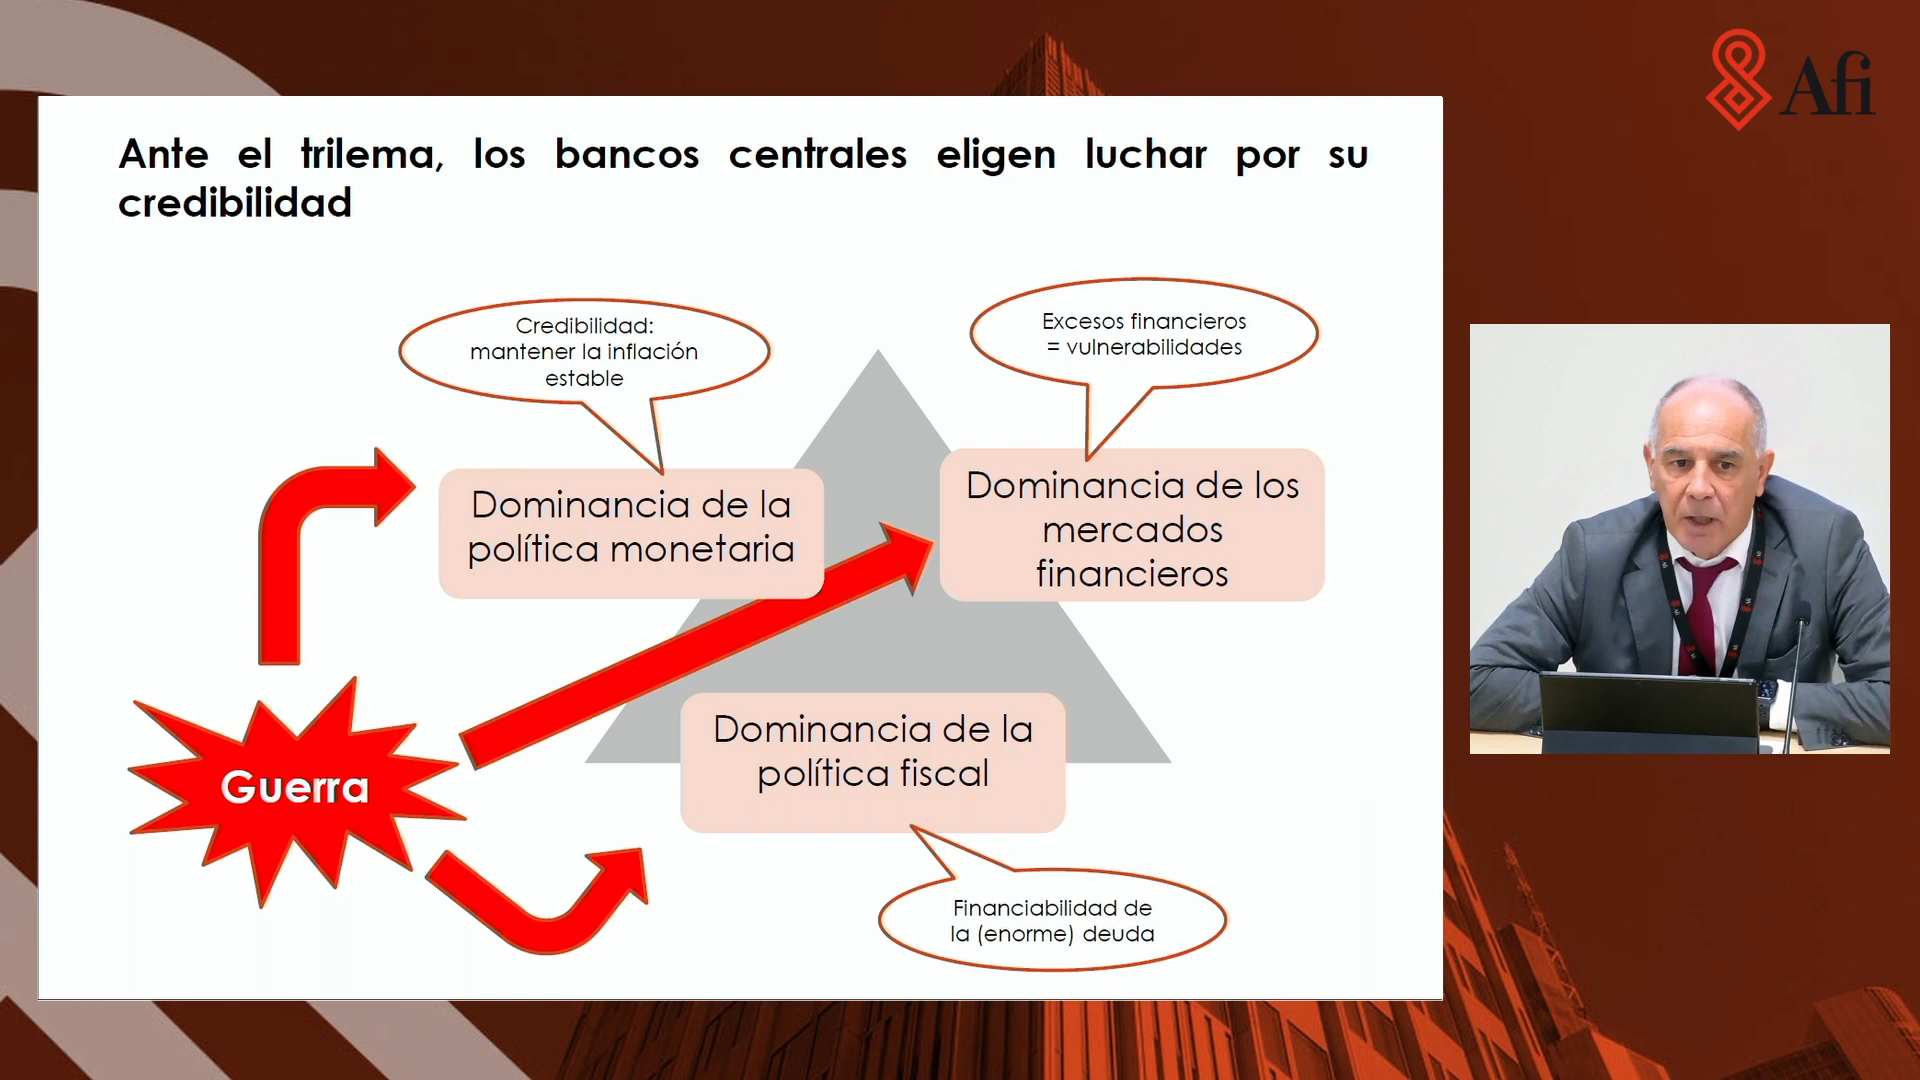 Afi
Ante el trilema, los bancos centrales eligen luchar por su
credibilidad
Credibilidad:
mantener la inflación
estable
Excesos financieros
= vulnerabilidades
Dominancia de la
política monetaria
Dominancia de los
mercados
financieros
Dominancia de la
política fiscal
Guerra
Financiabilidad de
la (enorme) deuda